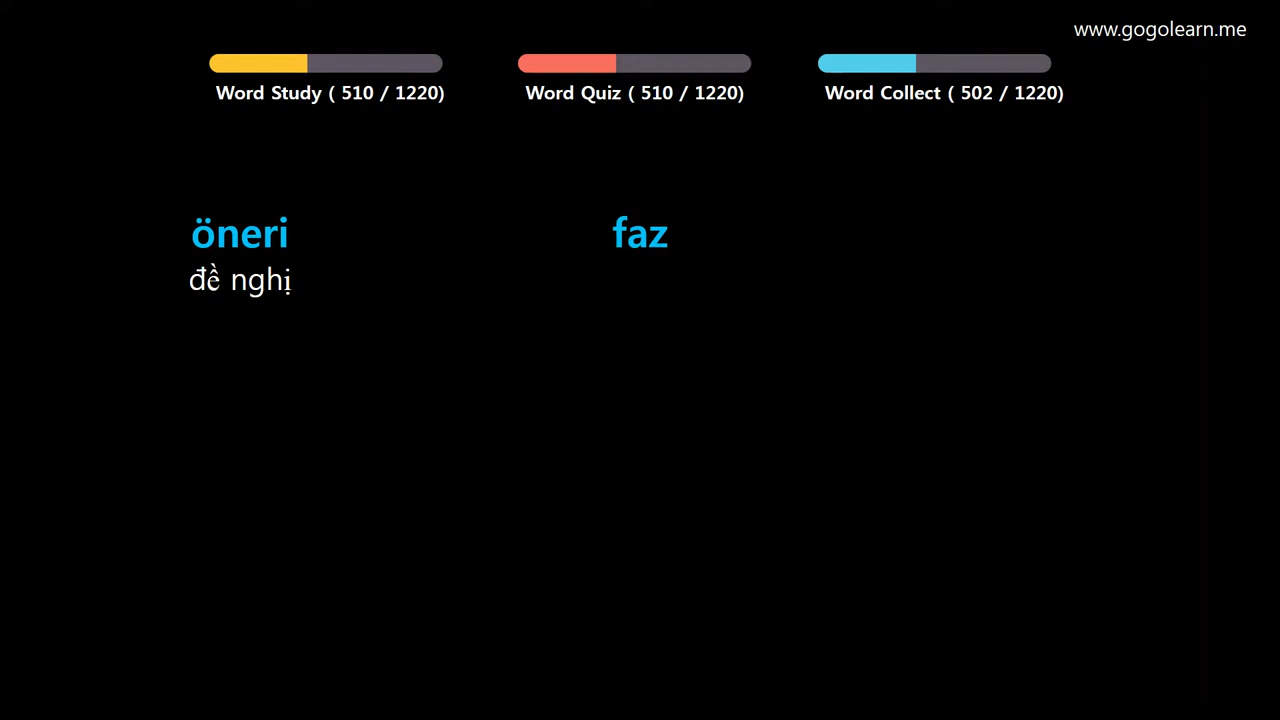 www.gogolearn.me
Word Study ( 510 / 1220)
Word Quiz ( 510 / 1220)
Word Collect ( 502 / 1220)
öneri
đề nghị
faz